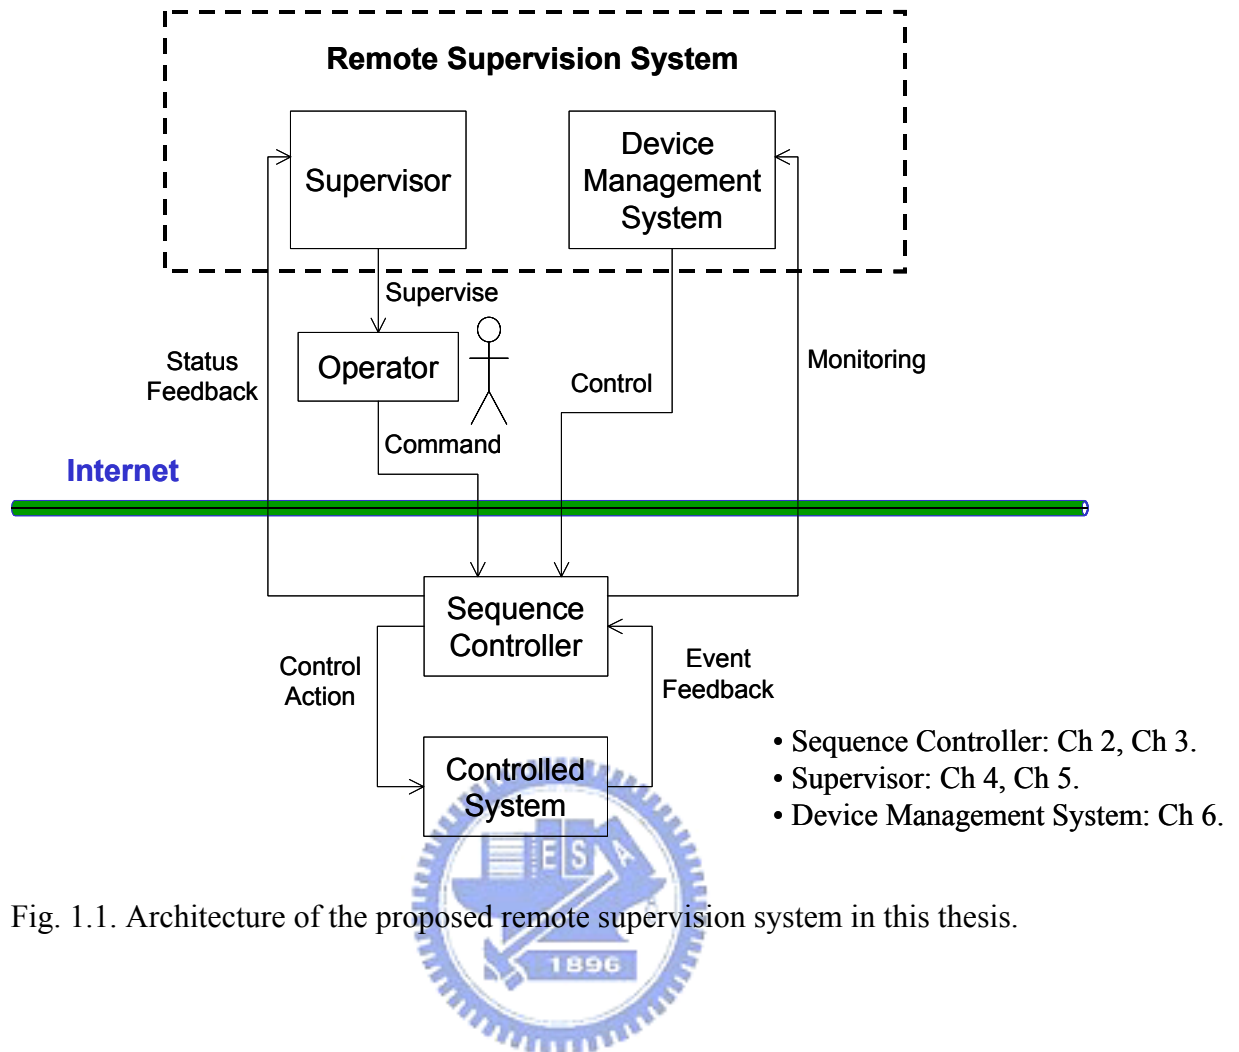 Remote Supervision System
Supervisor
Device
Management
System
Supervise
Operator
Status
Feedback
Control
Monitoring
Command
Internet
Sequence
Controller
Control
Action
Event
Feedback
Controlled
System
• Sequence Controller: Ch 2, Ch 3.
• Supervisor: Ch 4, Ch 5.
• Device Management System: Ch 6.
E S A
Fig. 1.1. Architecture of the proposed remote supervision system in this thesis.
1896